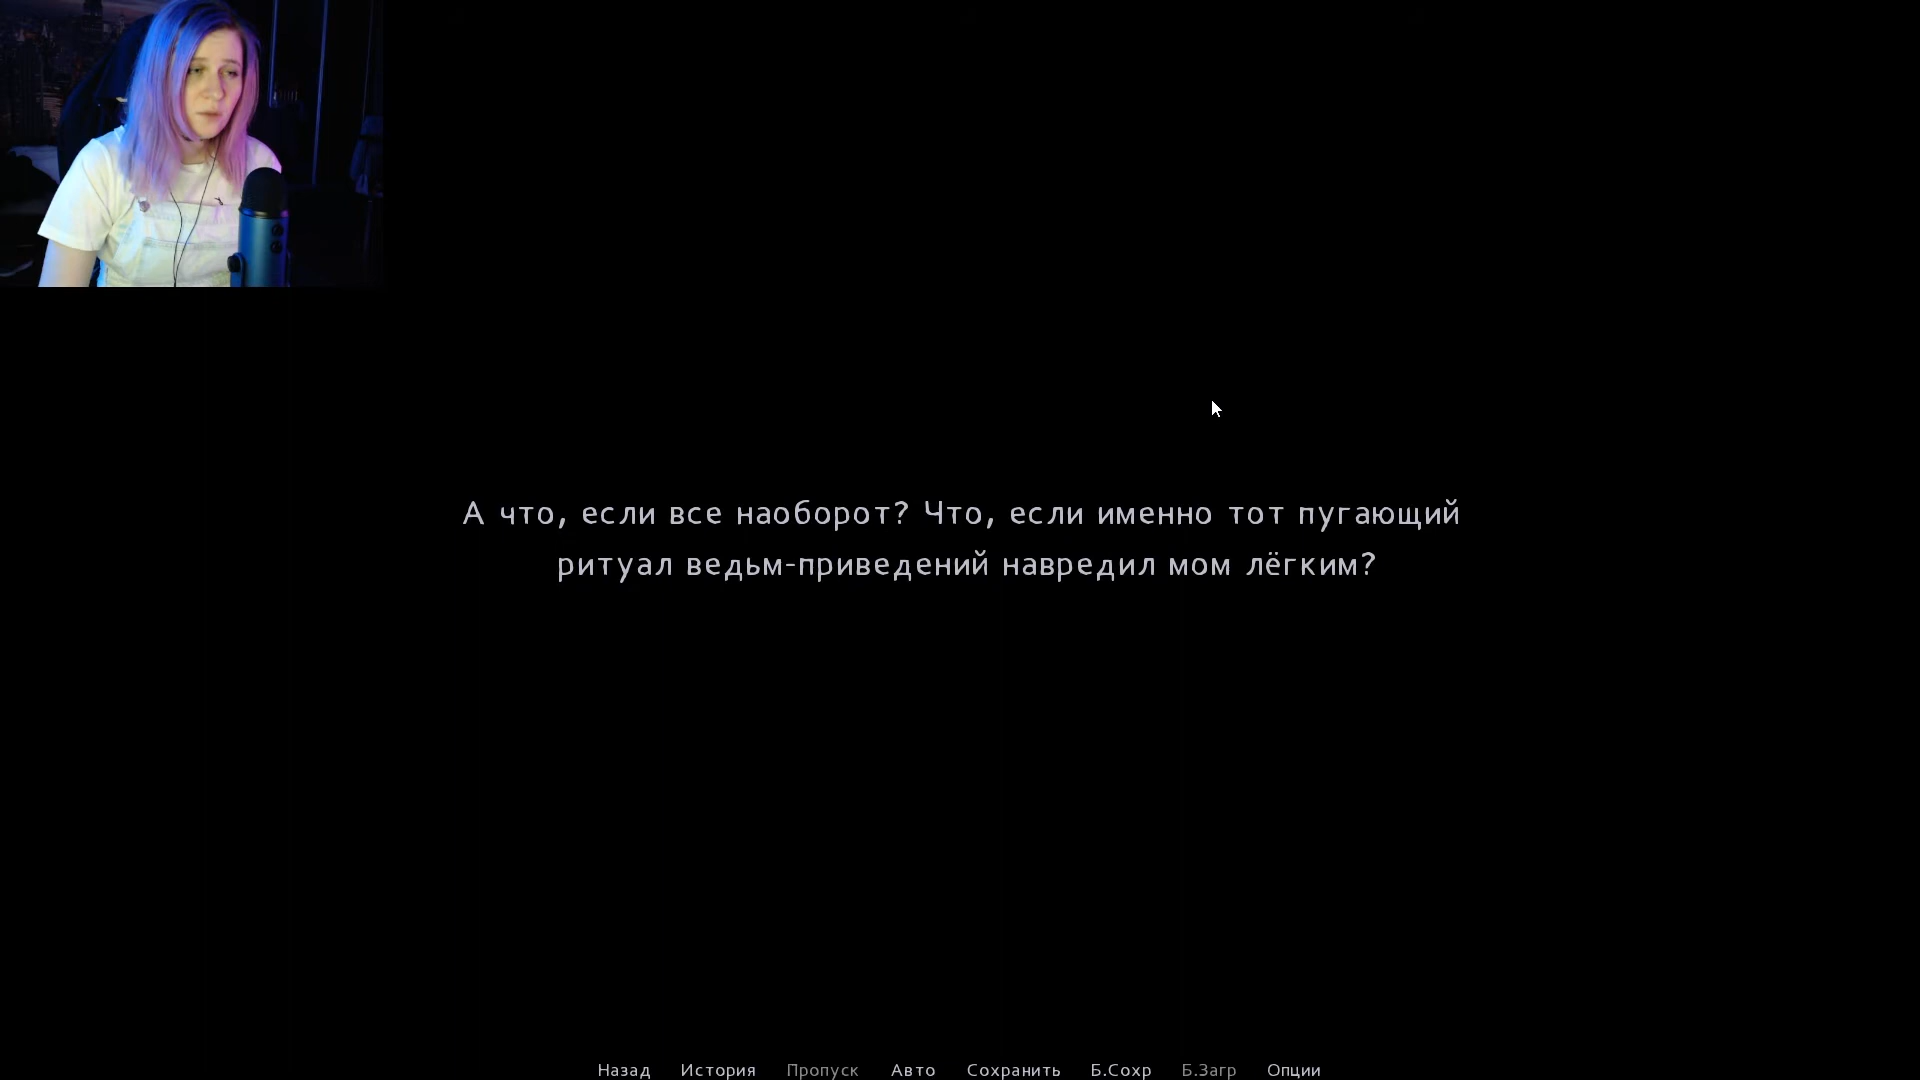 А что, если все наоборот? Что, если именно тот пугающий
ритуал ведьм-приведений навредил мом лёгким?
Назад История Пропуск Авто Сохранить Б.Сохр Б.Загр Опции